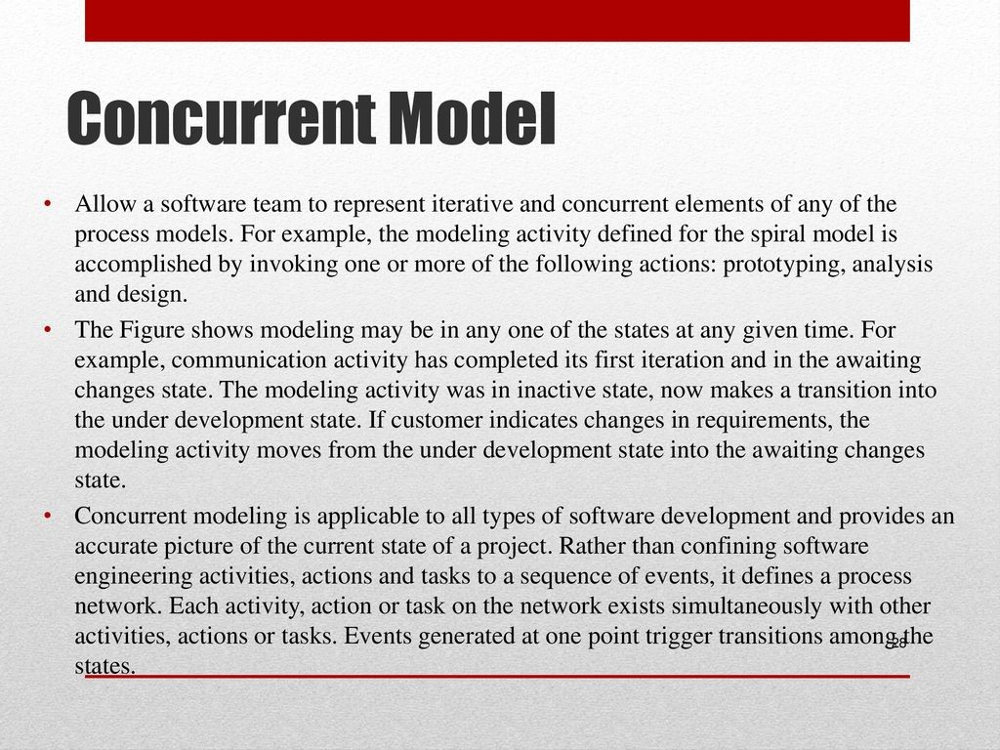 Concurrent Model
• Allow a software team to represent iterative and concurrent elements of any of the
process models. For example, the modeling activity defined for the spiral model is
accomplished by invoking one or more of the following actions: prototyping, analysis
and design.
• The Figure shows modeling may be in any one of the states at any given time. For
example, communication activity has completed its first iteration and in the awaiting
changes state. The modeling activity was in inactive state, now makes a transition into
the under development state. If customer indicates changes in requirements, the
modeling activity moves from the under development state into the awaiting changes
state.
• Concurrent modeling is applicable to all types of software development and provides an
accurate picture of the current state of a project. Rather than confining software
engineering activities, actions and tasks to a sequence of events, it defines a process
network. Each activity, action or task on the network exists simultaneously with other
activities, actions or tasks. Events generated at one point trigger transitions among the
states.
28